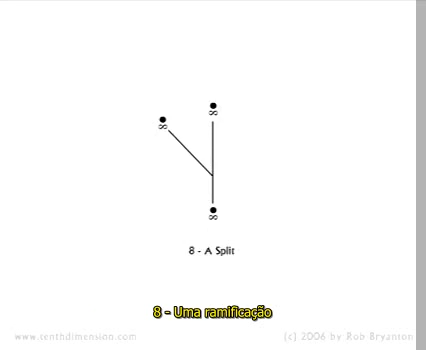 ∞
∞
∞
8 - A Split
8 - Uma ramificação
www.tenthdimension.com
(c) 2006 by Rob Bryanton